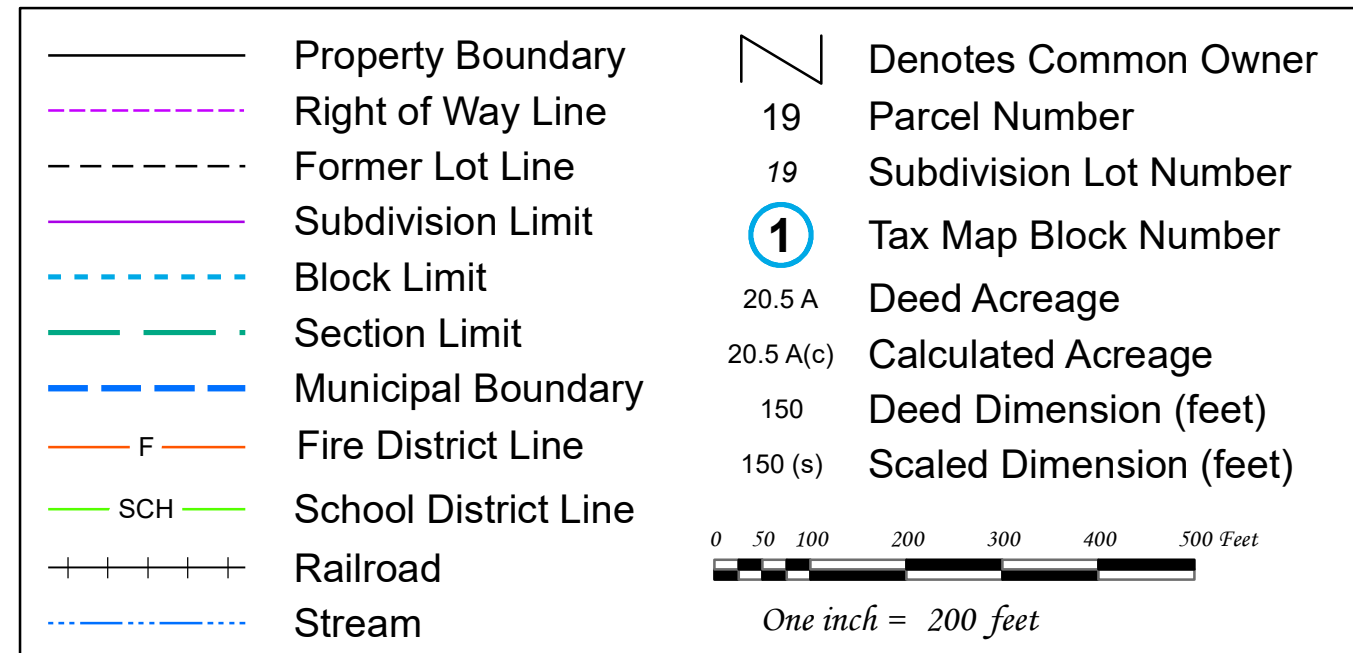 Property Boundary
Right of Way Line
Former Lot Line
Subdivision Limit
Block Limit
Section Limit
Municipal Boundary
F Fire District Line
SCH School District Line
Railroad
Stream
Denotes Common Owner
19 Parcel Number
19 Subdivision Lot Number
1 Tax Map Block Number
20.5 A Deed Acreage
20.5 A(c) Calculated Acreage
150 Deed Dimension (feet)
150 (s) Scaled Dimension (feet)
0 50 100 200 300 400 500 Feet
One inch = 200 feet